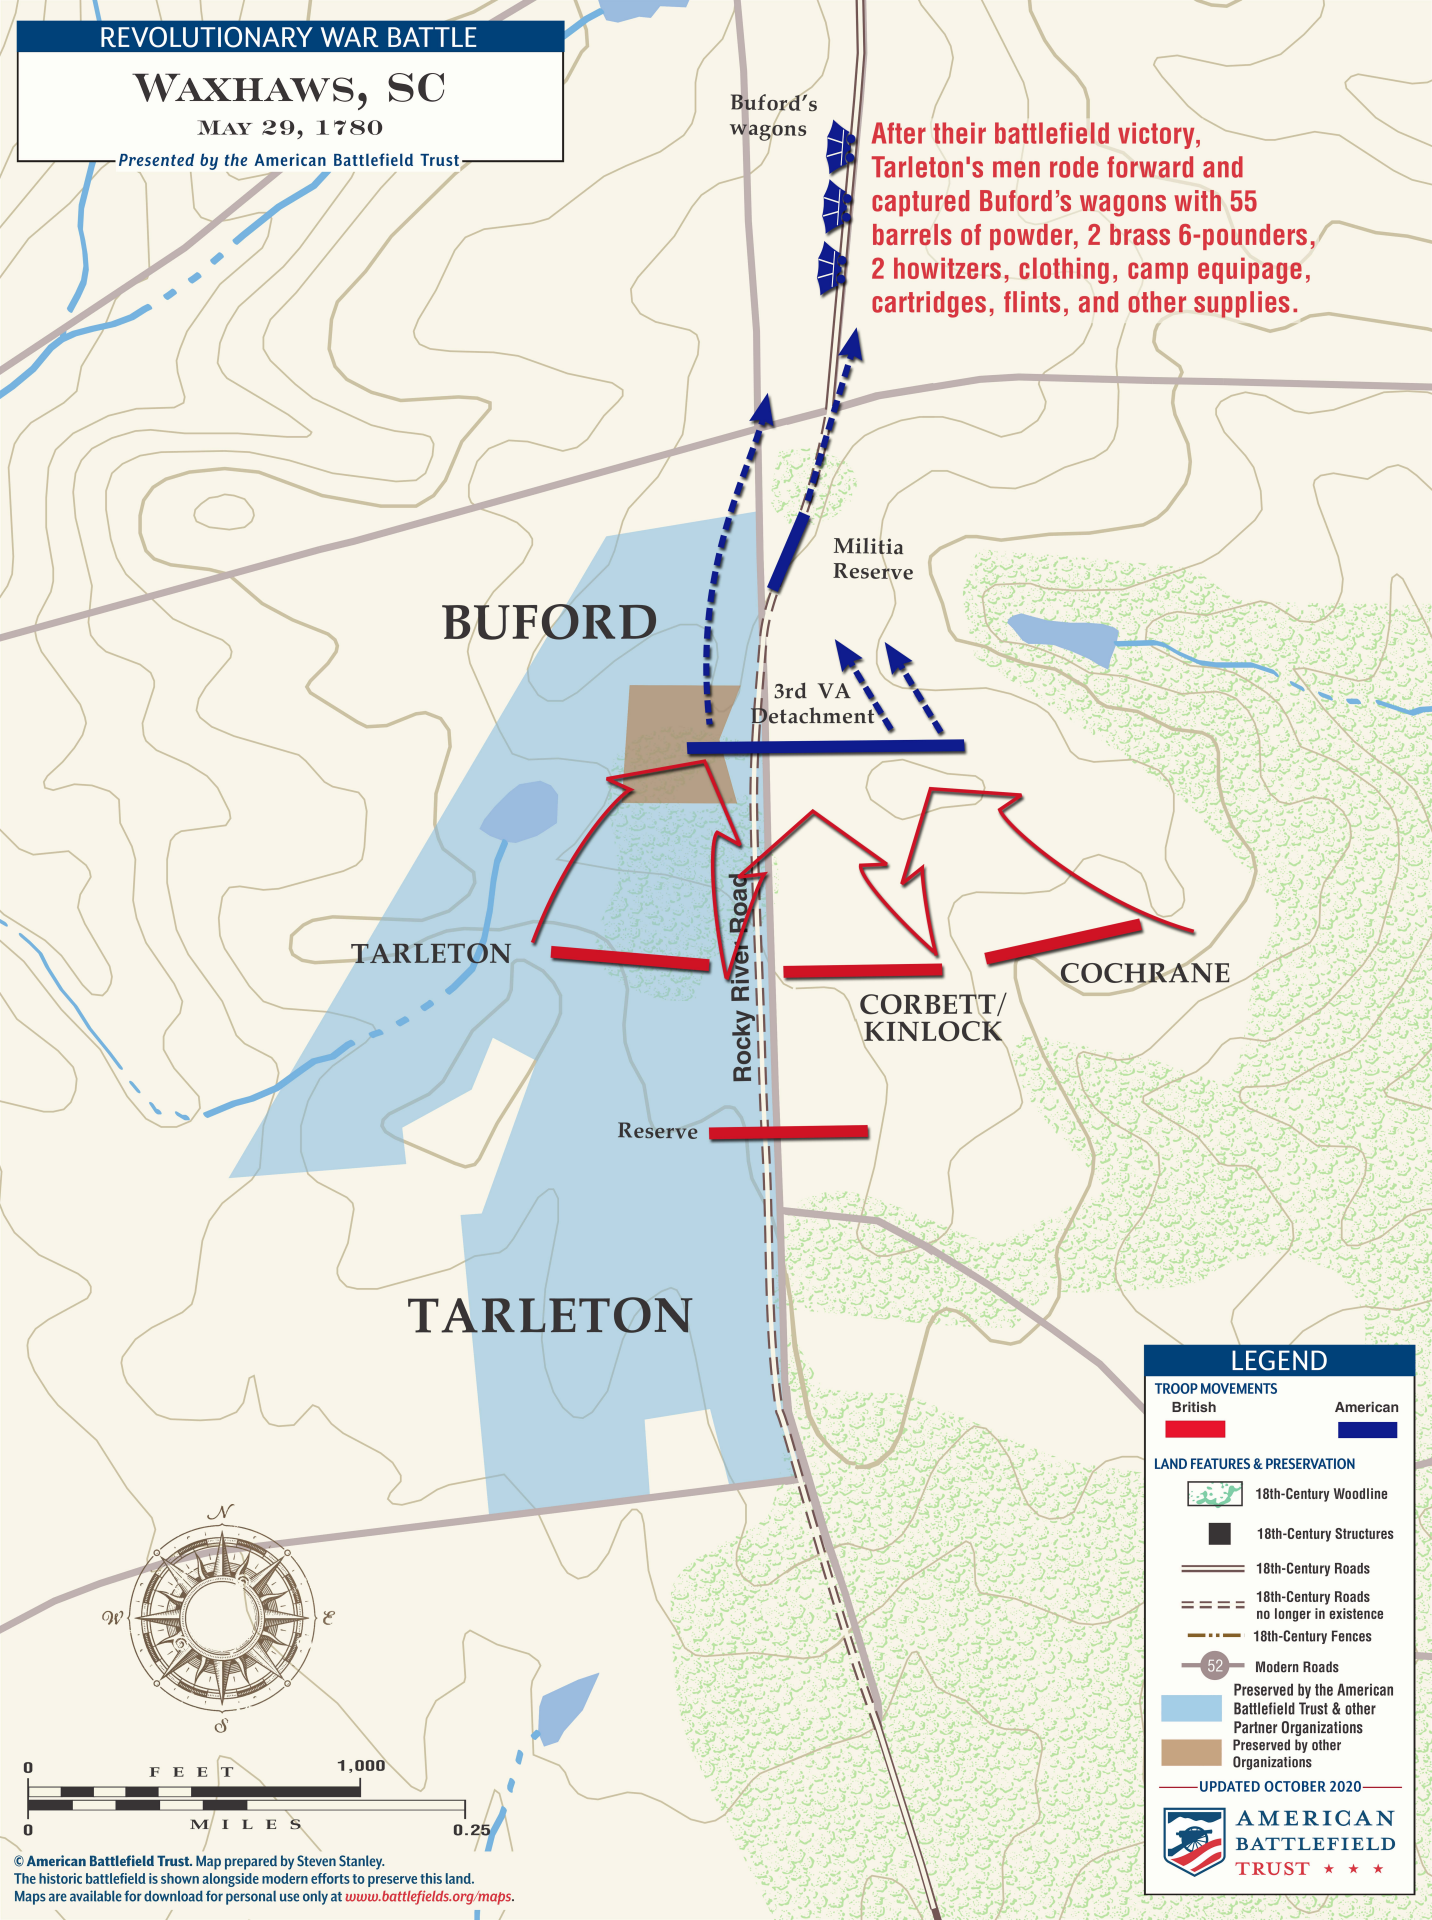 REVOLUTIONARY WAR BATTLE
WAXHAWS, SC
MAY 29, 1780
Presented by the American Battlefield Trust
Buford's
wagons
After their battlefield victory,
Tarleton's men rode forward and
captured Buford's wagons with 55
barrels of powder, 2 brass 6-pounders,
2 howitzers, clothing, camp equipage,
cartridges, flints, and other supplies.
Militia
Reserve
BUFORD
3rd VA
Detachment
TARLETON
Rocky River Road
COCHRANE
CORBETT/
KINLOCK
Reserve
TARLETON
N
W
E
S
0
1,000
FEET
MILES
0
0.25
© American Battlefield Trust. Map prepared by Steven Stanley.
The historic battlefield is shown alongside modern efforts to preserve this land.
Maps are available for download for personal use only at www.battlefields.org/maps.
LEGEND
TROOP MOVEMENTS
British
American
LAND FEATURES & PRESERVATION
18th-Century Woodline
18th-Century Structures
18th-Century Roads
18th-Century Roads
no longer in existence
18th-Century Fences
52
Modern Roads
Preserved by the American
Battlefield Trust & other
Partner Organizations
Preserved by other
Organizations
UPDATED OCTOBER 2020
AMERICAN
BATTLEFIELD
TRUST